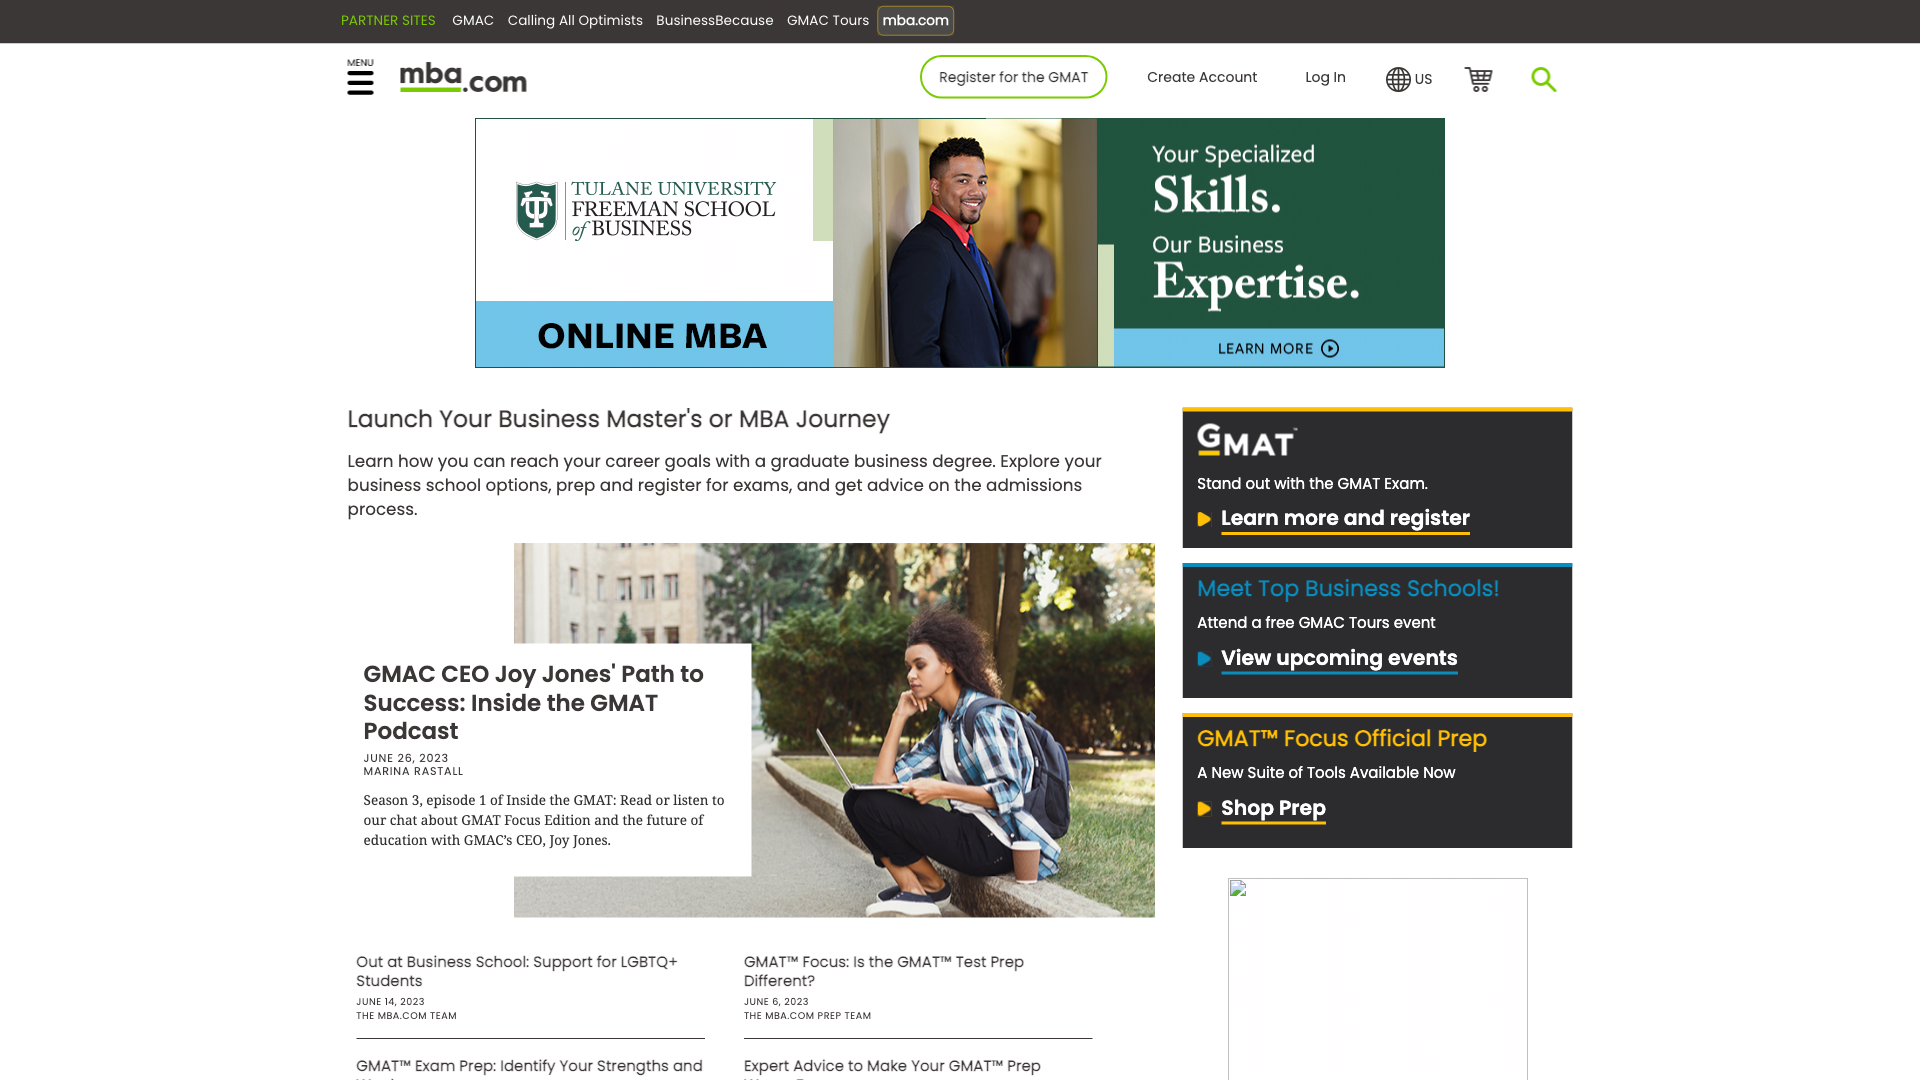 PARTNER SITES GMAC Calling All Optimists BusinessBecause GMAC Tours mba.com
MENU
mba.com
Register for the GMAT
Create Account
Log In
US
TULANE UNIVERSITY
FREEMAN SCHOOL
of BUSINESS
ONLINE MBA
Your Specialized
Skills.
Our Business
Expertise.
LEARN MORE
Launch Your Business Master's or MBA Journey
Learn how you can reach your career goals with a graduate business degree. Explore your
business school options, prep and register for exams, and get advice on the admissions
process.
GMAC CEO Joy Jones' Path to
Success: Inside the GMAT
Podcast
JUNE 26, 2023
MARINA RASTALL
Season 3, episode 1 of Inside the GMAT: Read or listen to
our chat about GMAT Focus Edition and the future of
education with GMAC’s CEO, Joy Jones.
Out at Business School: Support for LGBTQ+
Students
JUNE 14, 2023
THE MBA.COM TEAM
GMAT™ Focus: Is the GMAT™ Test Prep
Different?
JUNE 6, 2023
THE MBA.COM PREP TEAM
GMAT™ Exam Prep: Identify Your Strengths and
Expert Advice to Make Your GMAT™ Prep
GMAT™
Stand out with the GMAT Exam.
Learn more and register
Meet Top Business Schools!
Attend a free GMAC Tours event
View upcoming events
GMAT™ Focus Official Prep
A New Suite of Tools Available Now
Shop Prep